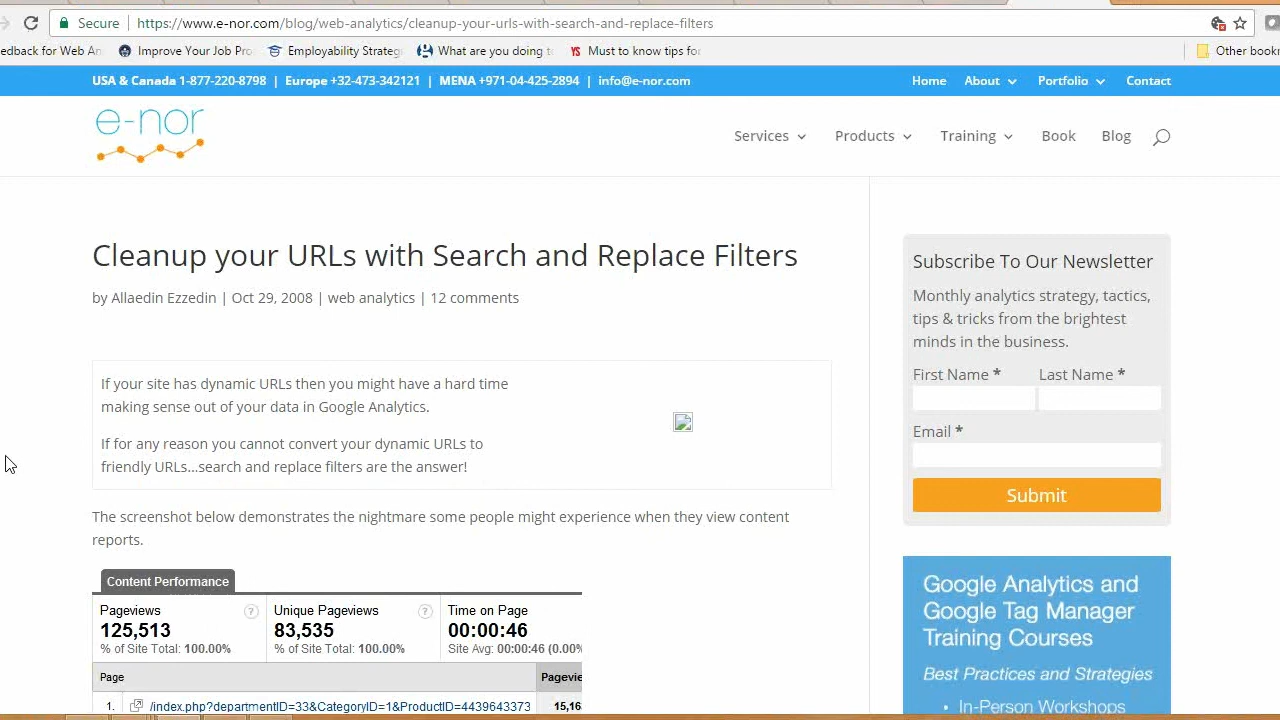 Secure https://www.e-nor.com/blog/web-analytics/cleanup-your-urls-with-search-and-replace-filters
edback for Web An Improve Your Job Pro Employability Strateg What are you doing t YS Must to know tips for Other book
USA & Canada 1-877-220-8798 | Europe +32-473-342121 | MENA +971-04-425-2894 | info@e-nor.com Home About Portfolio Contact
e-nor
Services Products Training Book Blog
Cleanup your URLs with Search and Replace Filters
by Allaedin Ezzedin | Oct 29, 2008 | web analytics | 12 comments
If your site has dynamic URLs then you might have a hard time
making sense out of your data in Google Analytics.
If for any reason you cannot convert your dynamic URLs to
friendly URLs...search and replace filters are the answer!
The screenshot below demonstrates the nightmare some people might experience when they view content
reports.
Content Performance
Pageviews ? Unique Pageviews ? Time on Page
125,513 83,535 00:00:46
% of Site Total: 100.00% % of Site Total: 100.00% Site Avg: 00:00:46 (0.00%
Page Pagevie
1. /index.php?departmentID=33&CategoryID=1&ProductID=4439643373 15,16
Subscribe To Our Newsletter
Monthly analytics strategy, tactics,
tips & tricks from the brightest
minds in the business.
First Name * Last Name *
Email *
Submit
Google Analytics and
Google Tag Manager
Training Courses
Best Practices and Strategies
• In-Person Workshops